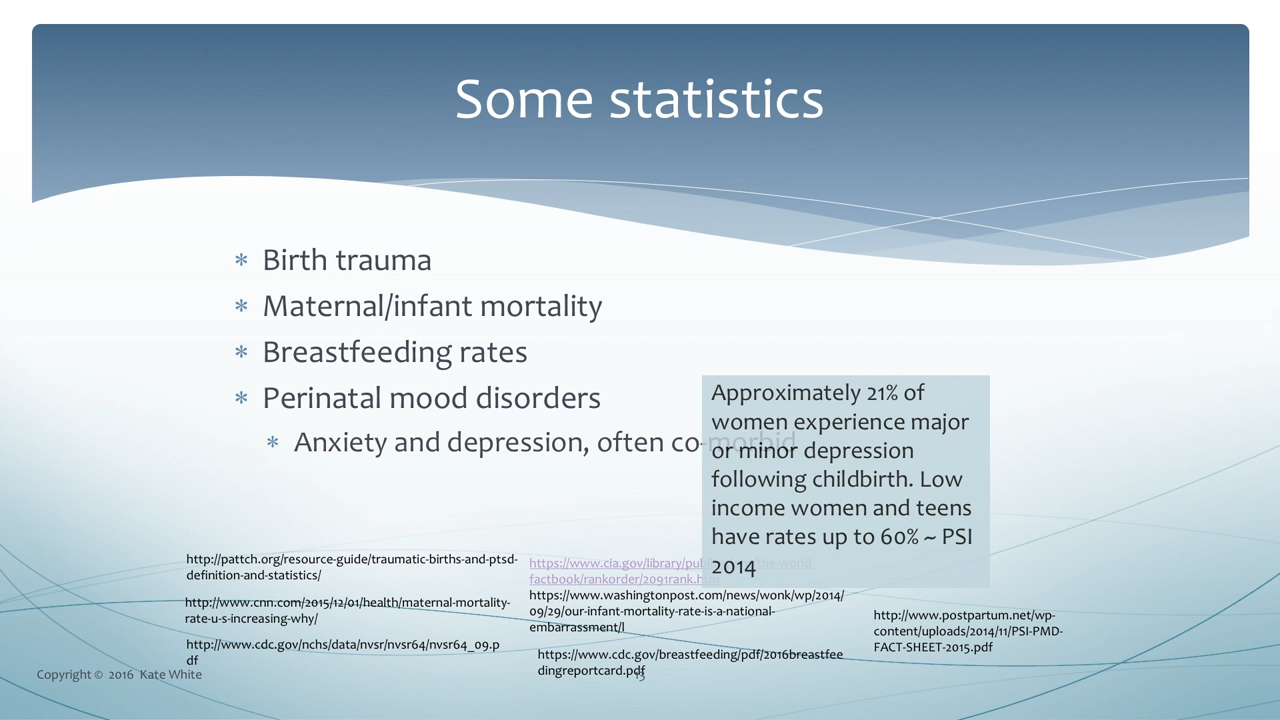 Some statistics
* Birth trauma
* Maternal/infant mortality
* Breastfeeding rates
* Perinatal mood disorders
* Anxiety and depression, often co-morbid
Approximately 21% of
women experience major
or minor depression
following childbirth. Low
income women and teens
have rates up to 60% ~ PSI
2014
http://pattch.org/resource-guide/traumatic-births-and-ptsd-
definition-and-statistics/
http://www.cnn.com/2015/12/01/health/maternal-mortality-
rate-u-s-increasing-why/
http://www.cdc.gov/nchs/data/nvsr/nvsr64/nvsr64_09.p
df
https://www.cia.gov/library/publications/the-world-
factbook/rankorder/2091rank.htm
https://www.washingtonpost.com/news/wonk/wp/2014/
09/29/our-infant-mortality-rate-is-a-national-
embarrassment/l
https://www.cdc.gov/breastfeeding/pdf/2016breastfee
dingreportcard.pdf
http://www.postpartum.net/wp-
content/uploads/2014/11/PSI-PMD-
FACT-SHEET-2015.pdf
Copyright © 2016 Kate White